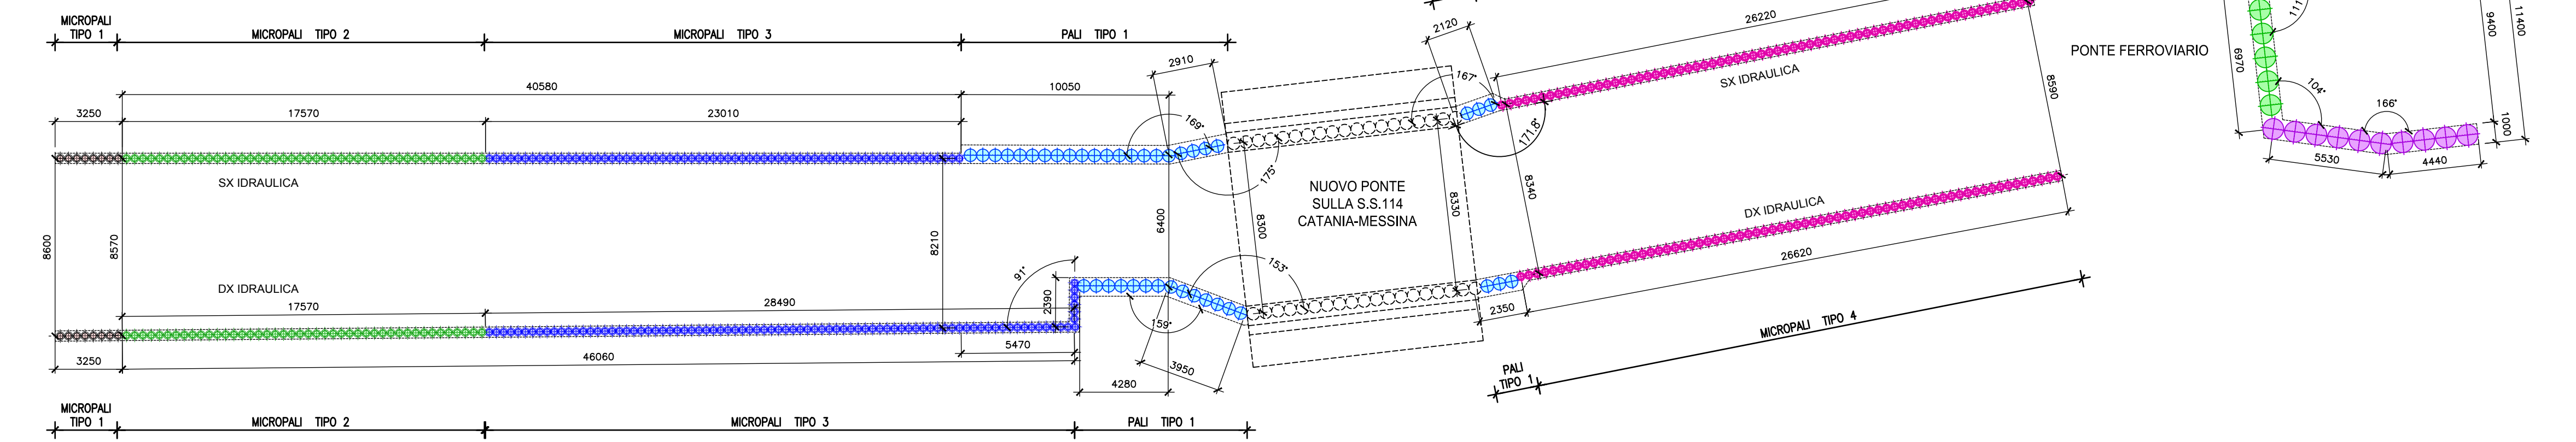 MICROPALI
TIPO 1
MICROPALI TIPO 2
MICROPALI TIPO 3
PALI TIPO 1
2120
26220
PONTE FERROVIARIO
2910
167°
SX IDRAULICA
40580
10050
3250
17570
23010
169°
175°
171.8°
8590
6970
111
9400
11400
104°
166°
1000
5530
4440
SX IDRAULICA
NUOVO PONTE
SULLA S.S.114
CATANIA-MESSINA
8600
8570
8210
6400
8300
8330
8340
DX IDRAULICA
26620
DX IDRAULICA
91°
153°
17570
28490
2390
159°
2350
MICROPALI TIPO 4
3250
46060
5470
3950
4280
PALI
TIPO 1
MICROPALI
TIPO 1
MICROPALI TIPO 2
MICROPALI TIPO 3
PALI TIPO 1